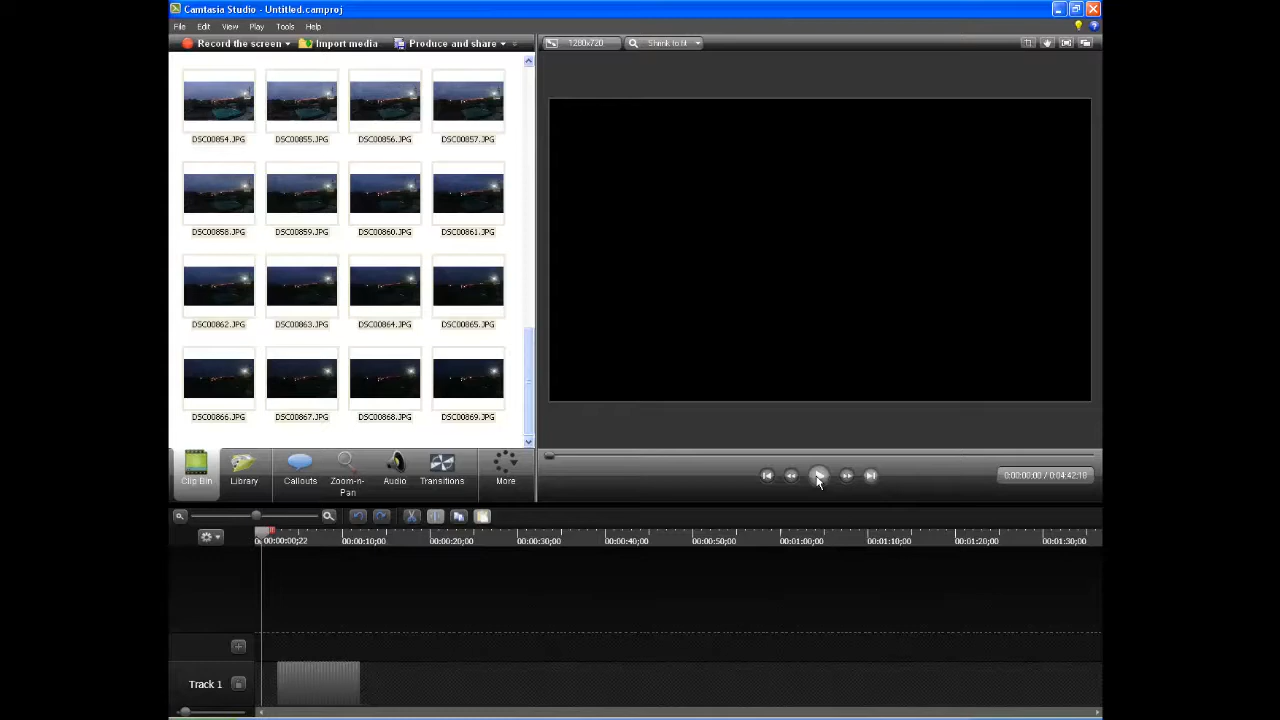 Camtasia Studio - Untitled.camproj
File Edit View Play Tools Help
Record the screen Import media Produce and share 1280x720 Shrink to fit
DSC00854.JPG DSC00855.JPG DSC00856.JPG DSC00857.JPG
DSC00858.JPG DSC00859.JPG DSC00860.JPG DSC00861.JPG
DSC00862.JPG DSC00863.JPG DSC00864.JPG DSC00865.JPG
DSC00866.JPG DSC00867.JPG DSC00868.JPG DSC00869.JPG
Clip Bin Library Callouts Zoom-n-Pan Audio Transitions More
0:00:00;00 / 0:04:42;18
00:00:00;22 00:00:10;00 00:00:20;00 00:00:30;00 00:00:40;00 00:00:50;00 00:01:00;00 00:01:10;00 00:01:20;00 00:01:30;00
Track 1